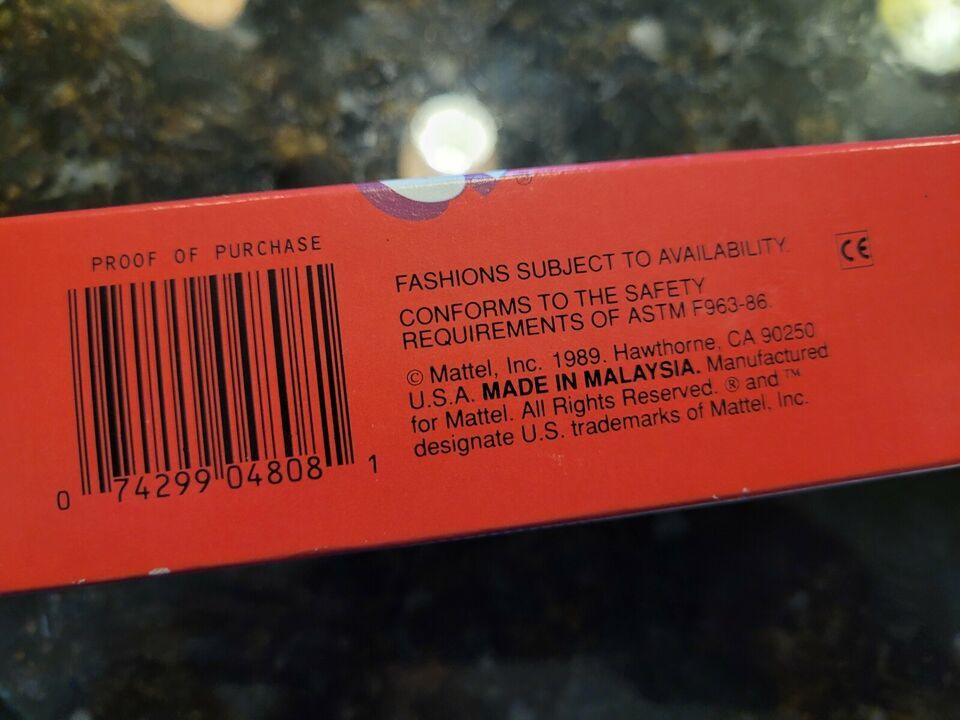 PROOF OF PURCHASE
0 74299 04808 1
FASHIONS SUBJECT TO AVAILABILITY.
CE
CONFORMS TO THE SAFETY
REQUIREMENTS OF ASTM F963-86.
© Mattel, Inc. 1989. Hawthorne, CA 90250
U.S.A. MADE IN MALAYSIA. Manufactured
for Mattel. All Rights Reserved. ® and ™
designate U.S. trademarks of Mattel, Inc.